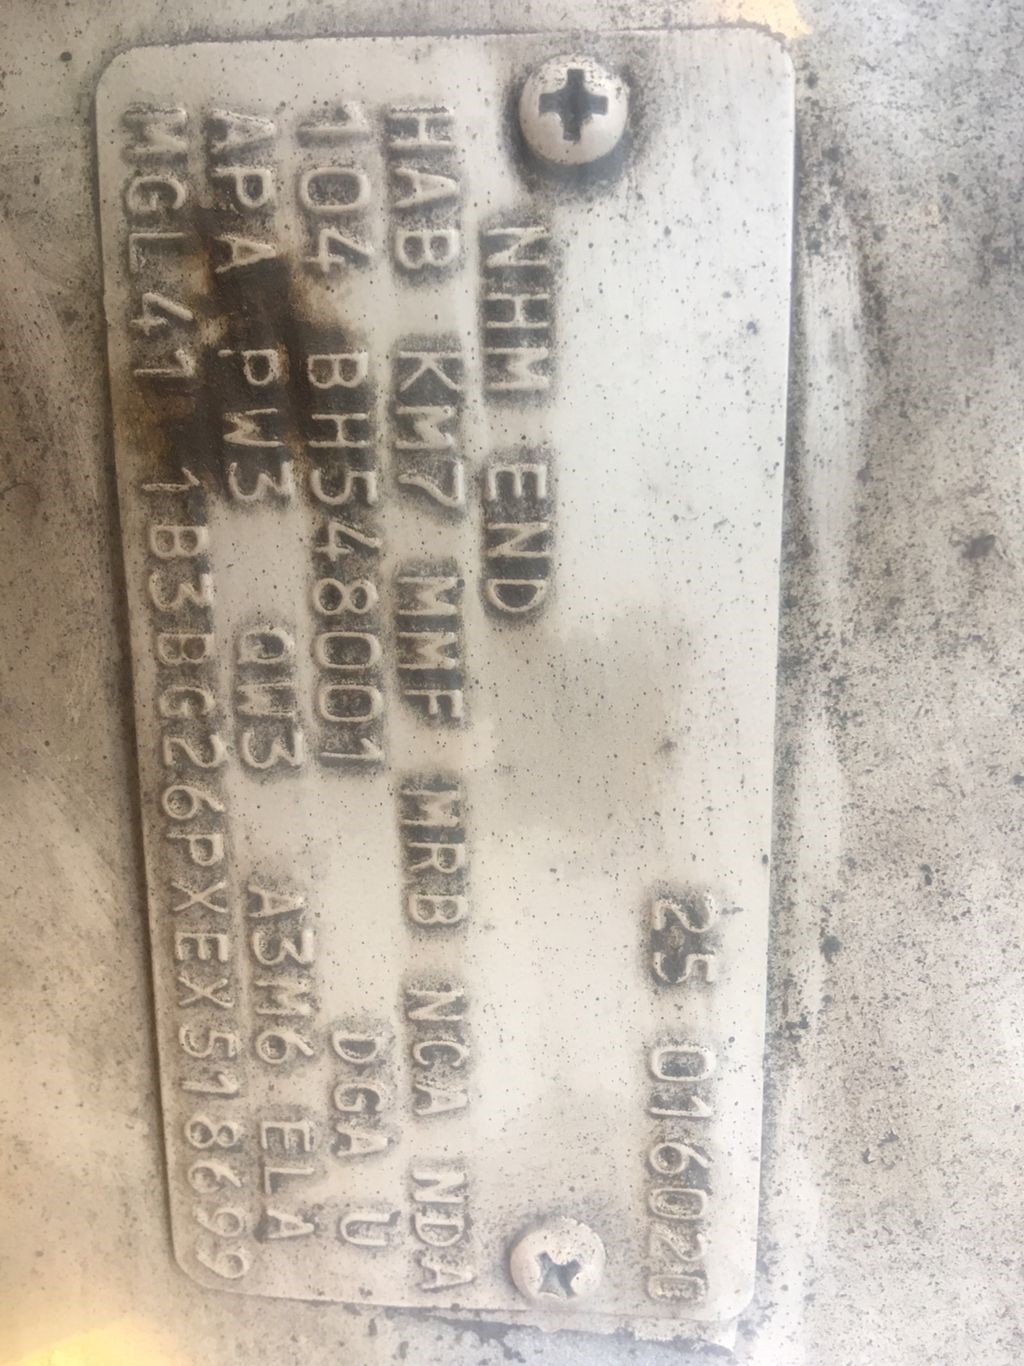 25
NHM END
HAB KM7 MMF MRB NCA NDA
104 BH548001 DGA U
APA PW3 QW3 A3M6 ELA
MGL41 1B3BG26PXEX518699